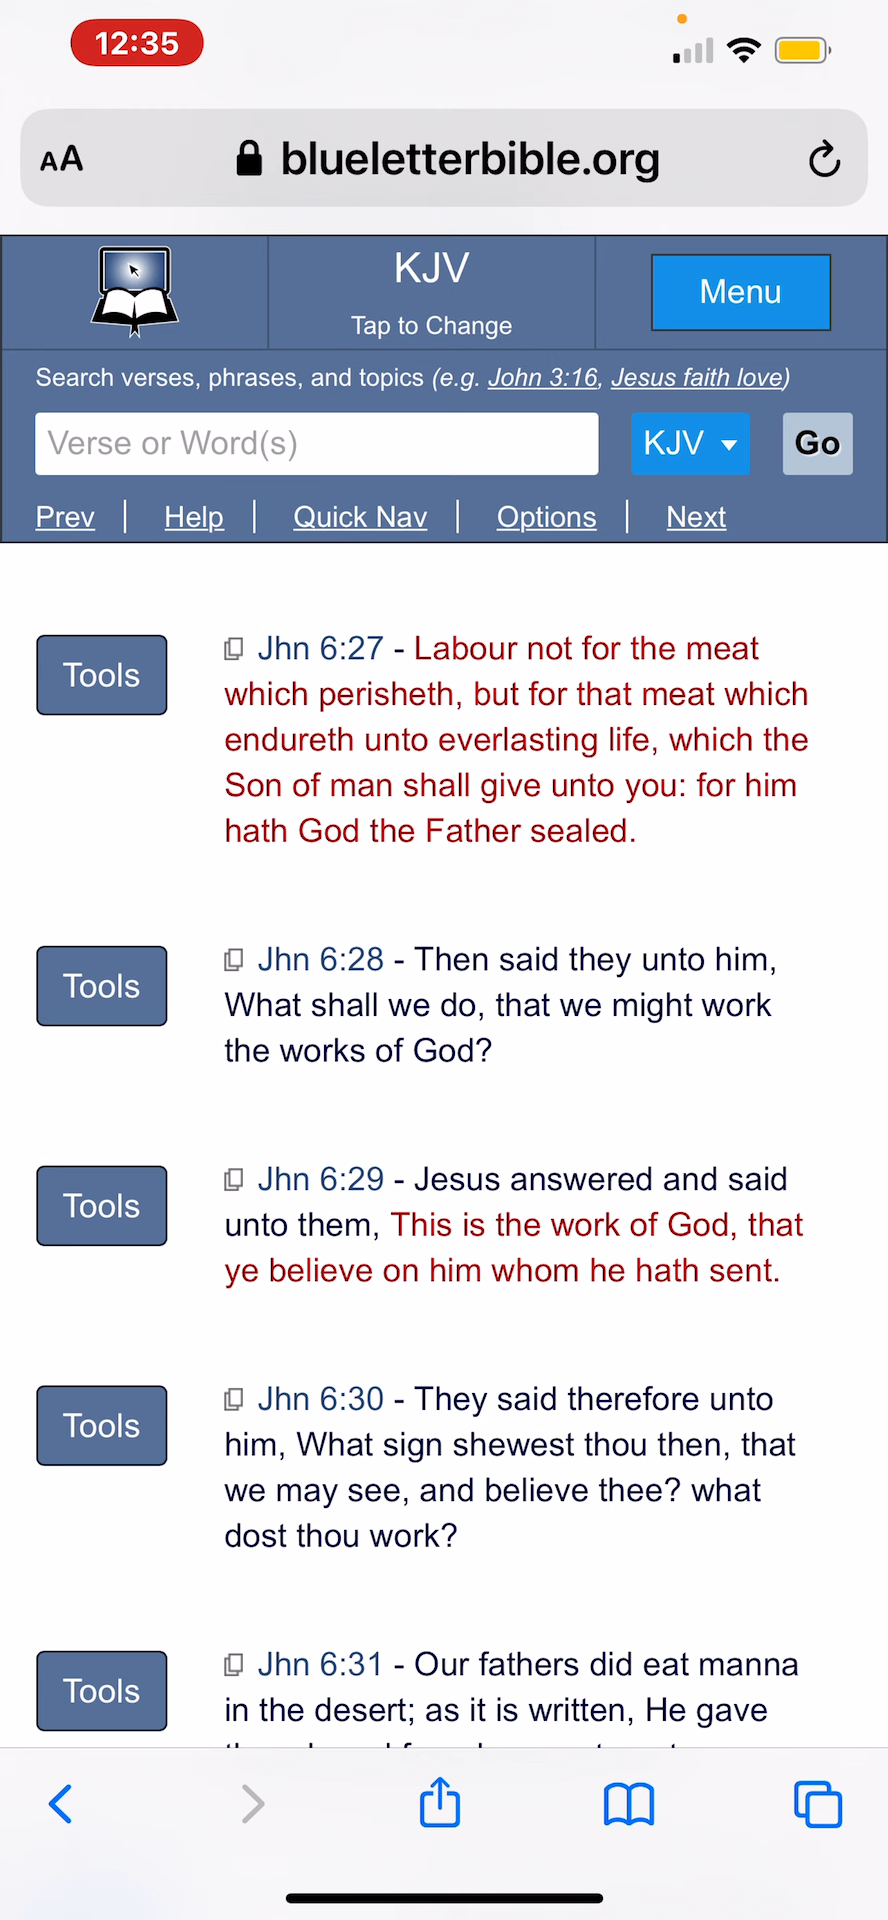 12:35
AA blueletterbible.org
KJV
Tap to Change
Menu
Search verses, phrases, and topics (e.g. John 3:16, Jesus faith love)
Verse or Word(s) KJV Go
Prev | Help | Quick Nav | Options | Next
Tools
Jhn 6:27 - Labour not for the meat
which perisheth, but for that meat which
endureth unto everlasting life, which the
Son of man shall give unto you: for him
hath God the Father sealed.
Tools
Jhn 6:28 - Then said they unto him,
What shall we do, that we might work
the works of God?
Tools
Jhn 6:29 - Jesus answered and said
unto them, This is the work of God, that
ye believe on him whom he hath sent.
Tools
Jhn 6:30 - They said therefore unto
him, What sign shewest thou then, that
we may see, and believe thee? what
dost thou work?
Tools
Jhn 6:31 - Our fathers did eat manna
in the desert; as it is written, He gave